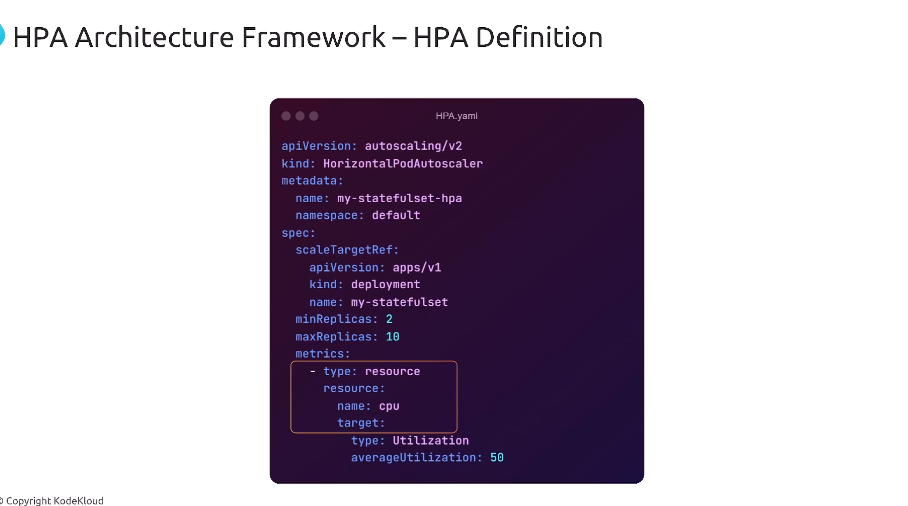 HPA Architecture Framework – HPA Definition
HPA.yaml
apiVersion: autoscaling/v2
kind: HorizontalPodAutoscaler
metadata:
  name: my-statefulset-hpa
  namespace: default
spec:
  scaleTargetRef:
    apiVersion: apps/v1
    kind: deployment
    name: my-statefulset
  minReplicas: 2
  maxReplicas: 10
  metrics:
    - type: resource
      resource:
        name: cpu
        target:
          type: Utilization
          averageUtilization: 50
© Copyright KodeKloud